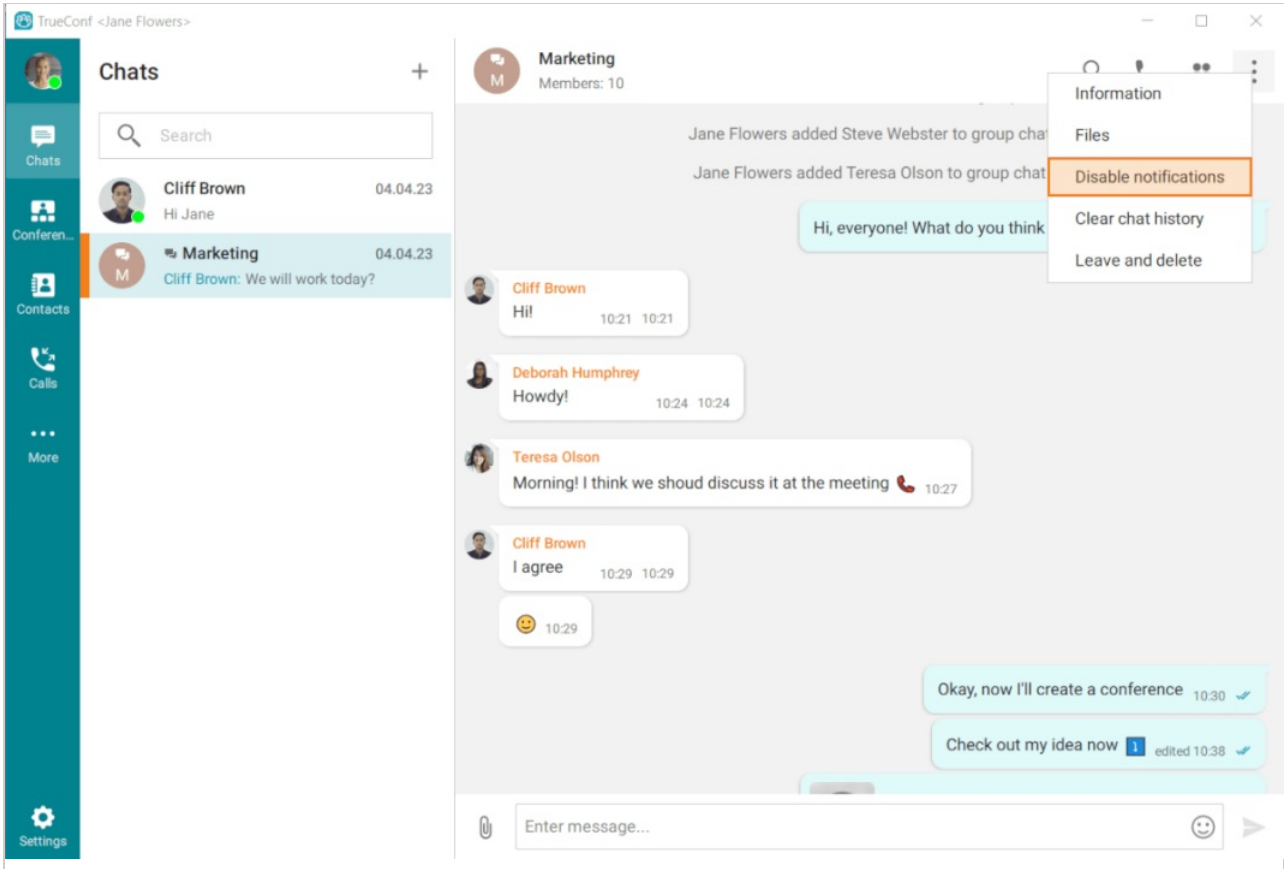 TrueConf <Jane Flowers>
Chats
Conferen...
Contacts
Calls
More
Settings
Chats
Search
Cliff Brown 04.04.23
Hi Jane
M
Marketing 04.04.23
Cliff Brown: We will work today?
M
Marketing
Members: 10
Information
Files
Disable notifications
Clear chat history
Leave and delete
Jane Flowers added Steve Webster to group cha
Jane Flowers added Teresa Olson to group chat
Hi, everyone! What do you think
Cliff Brown
Hi! 10:21 10:21
Deborah Humphrey
Howdy! 10:24 10:24
Teresa Olson
Morning! I think we shoud discuss it at the meeting 10:27
Cliff Brown
I agree 10:29 10:29
10:29
Okay, now I'll create a conference 10:30
Check out my idea now edited 10:38
Enter message...